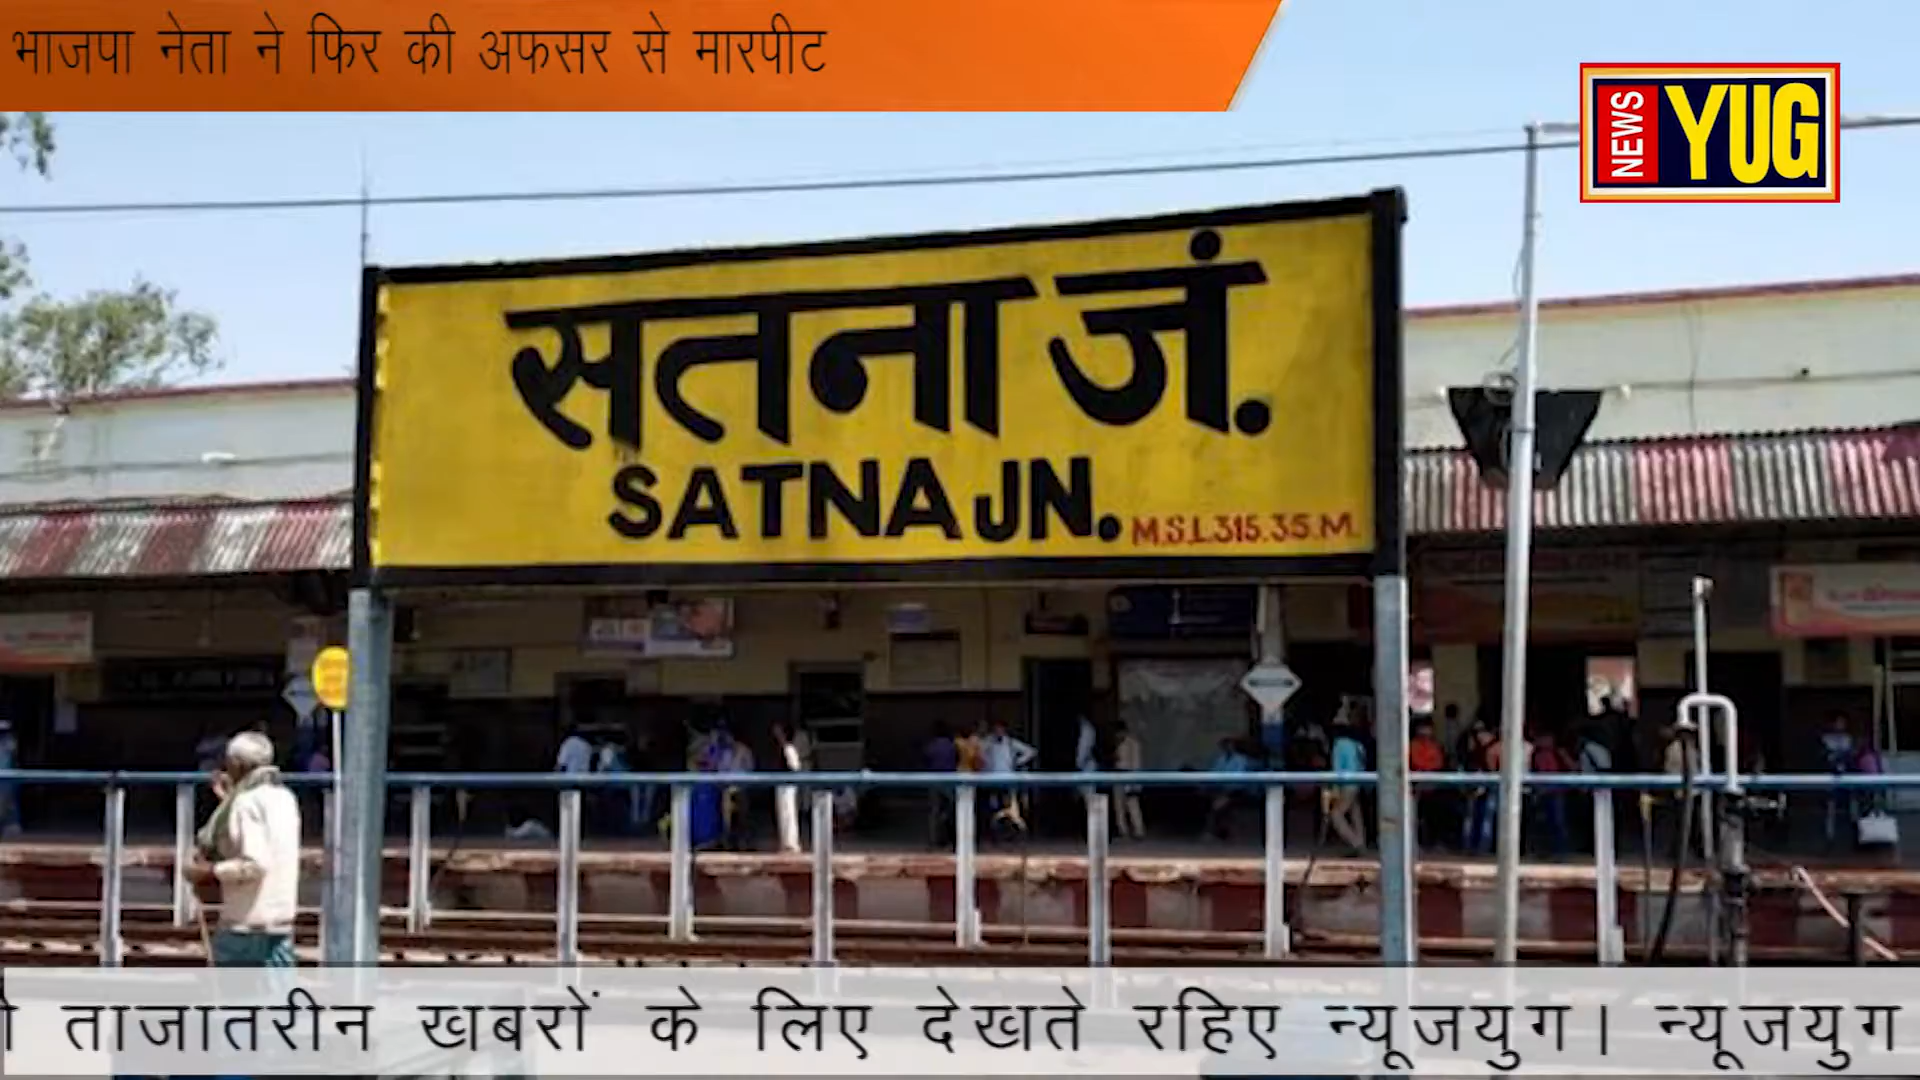 भाजपा नेता ने फिर की अफसर से मारपीट
NEWS YUG
सतना जं.
SATNA JN.
M.S.L.315.35.M.
ताजातरीन खबरों के लिए देखते रहिए न्यूजयुग। न्यूजयुग